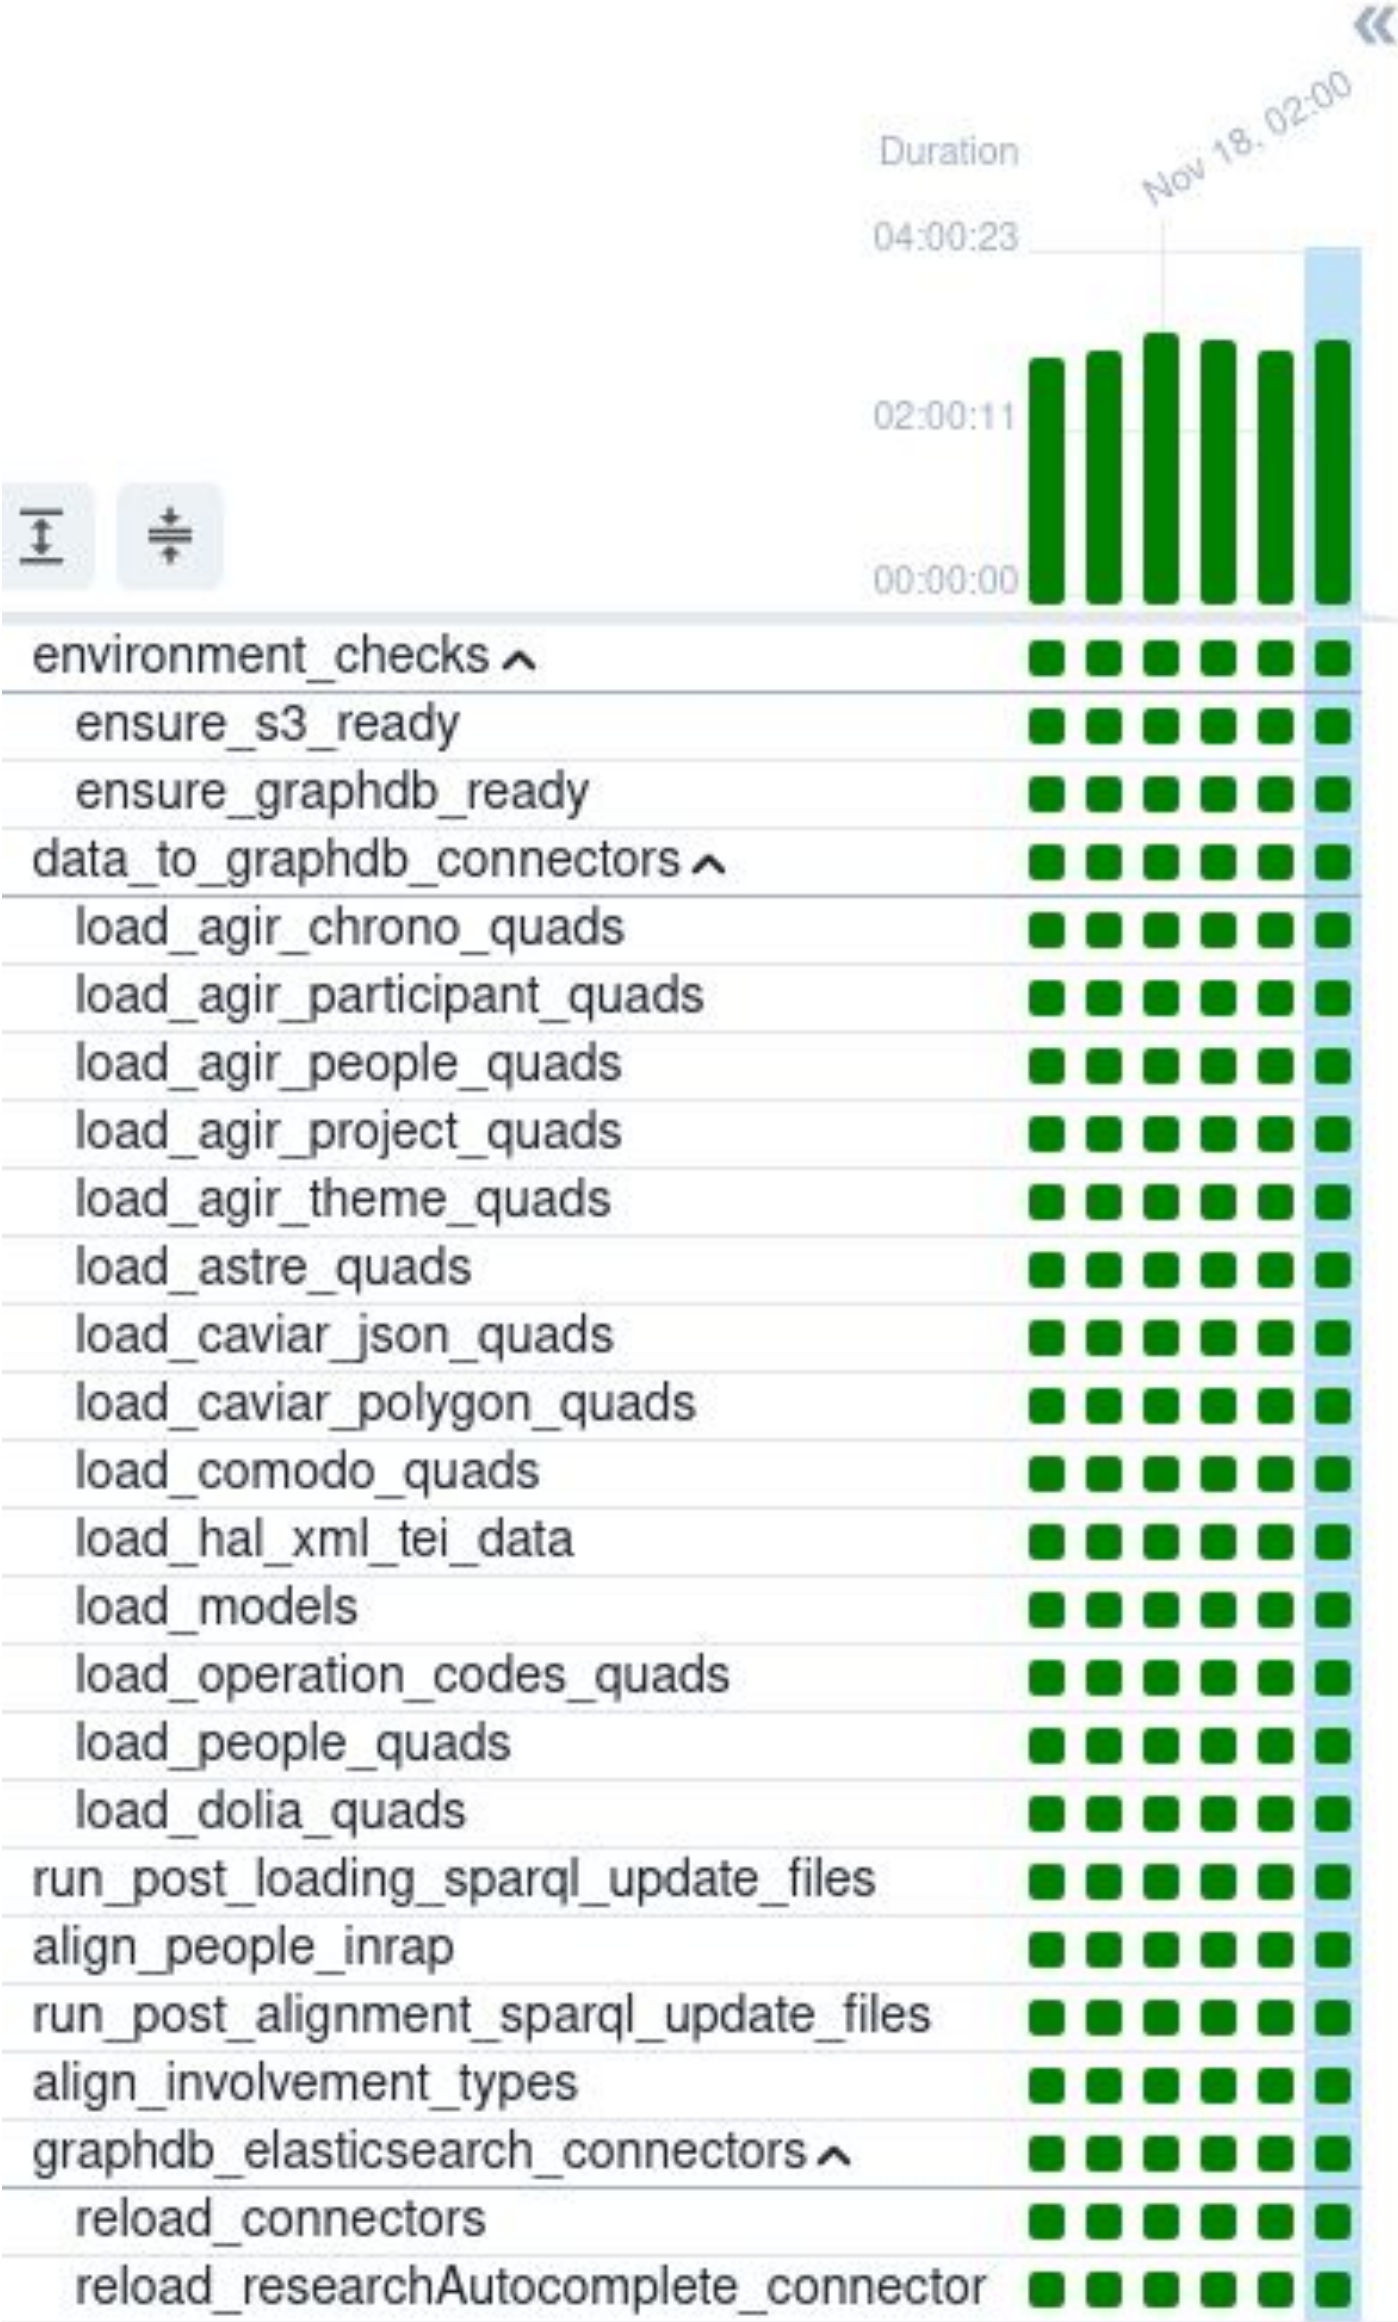 Nov 18, 02:00
Duration
04:00:23
02:00:11
00:00:00
environment_checks
ensure_s3_ready
ensure_graphdb_ready
data_to_graphdb_connectors
load_agir_chrono_quads
load_agir_participant_quads
load_agir_people_quads
load_agir_project_quads
load_agir_theme_quads
load_astre_quads
load_caviar_json_quads
load_caviar_polygon_quads
load_comodo_quads
load_hal_xml_tei_data
load_models
load_operation_codes_quads
load_people_quads
load_dolia_quads
run_post_loading_sparql_update_files
align_people_inrap
run_post_alignment_sparql_update_files
align_involvement_types
graphdb_elasticsearch_connectors
reload_connectors
reload_researchAutocomplete_connector